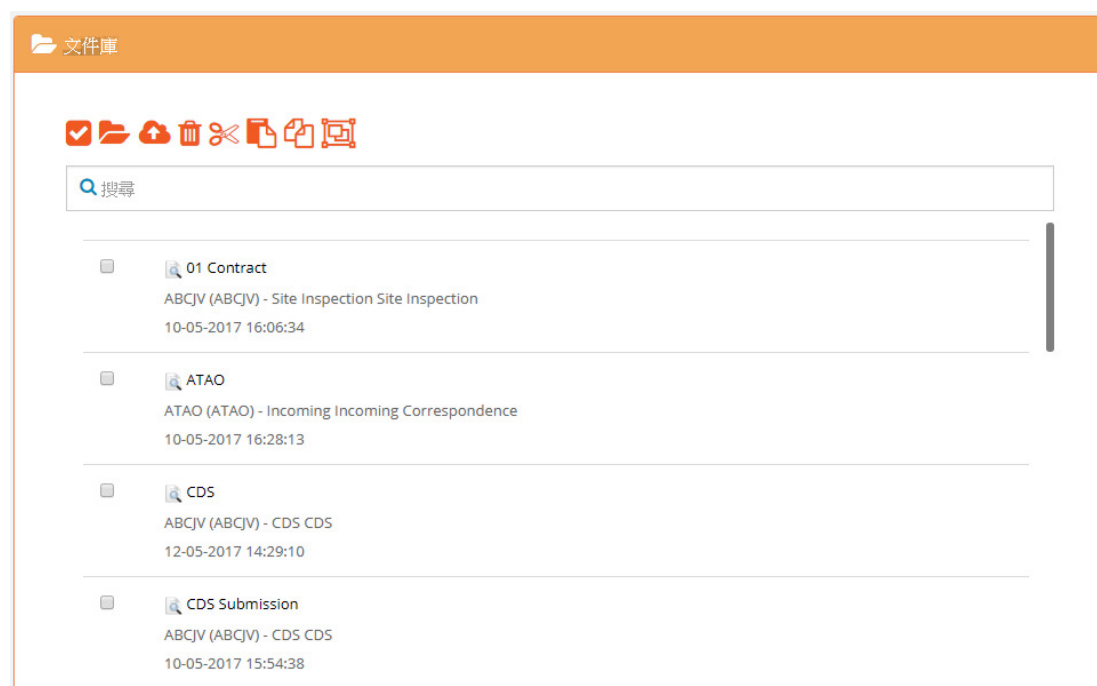 文件庫
搜尋
01 Contract
ABCJV (ABCJV) - Site Inspection Site Inspection
10-05-2017 16:06:34
ATAO
ATAO (ATAO) - Incoming Incoming Correspondence
10-05-2017 16:28:13
CDS
ABCJV (ABCJV) - CDS CDS
12-05-2017 14:29:10
CDS Submission
ABCJV (ABCJV) - CDS CDS
10-05-2017 15:54:38